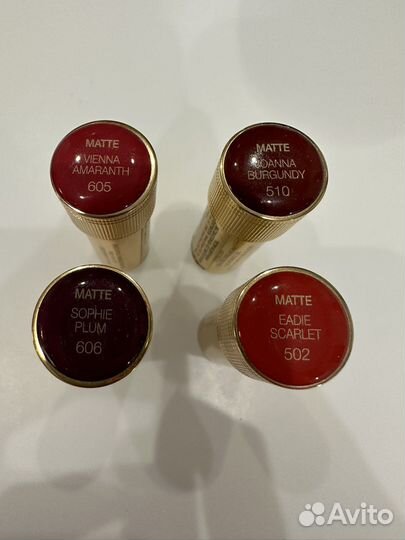 MATTE
VIENNA
AMARANTH
605
MATTE
JOANNA
BURGUNDY
510
MATTE
SOPHIE
PLUM
606
MATTE
EADIE
SCARLET
502
Avito